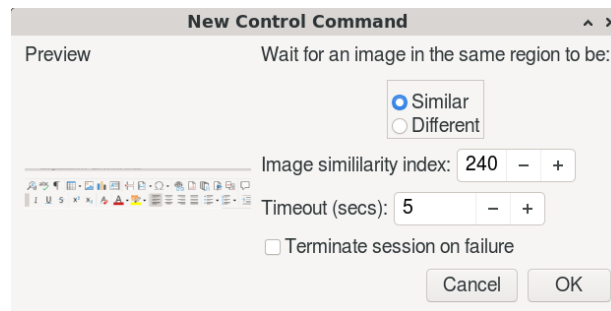 New Control Command
Preview
Wait for an image in the same region to be:
Similar
Different
Image simililarity index: 240 − +
Timeout (secs): 5 − +
Terminate session on failure
Cancel OK